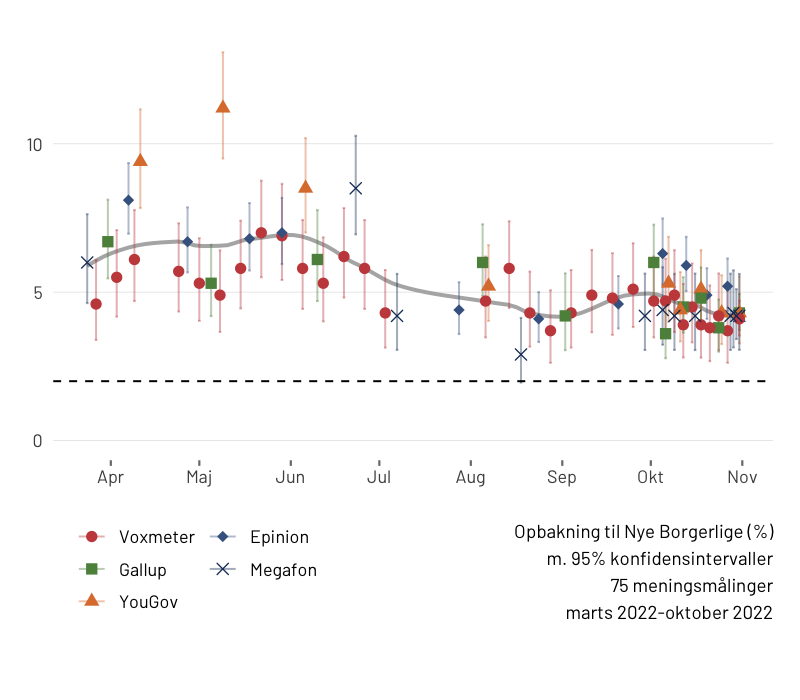 10
5
0
Apr Maj Jun Jul Aug Sep Okt Nov
Voxmeter Epinion
Gallup Megafon
YouGov
Opbakning til Nye Borgerlige (%)
m. 95% konfidensintervaller
75 meningsmålinger
marts 2022-oktober 2022